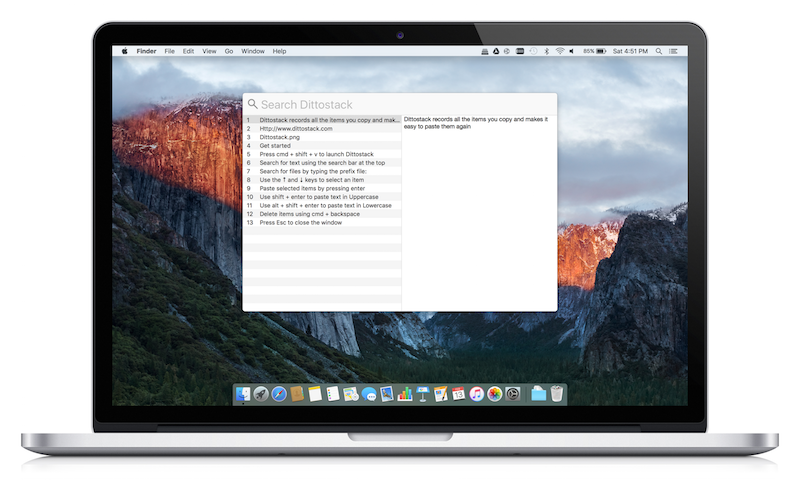 Finder File Edit View Go Window Help
85% Sat 4:51 PM
Search Dittostack
1 Dittostack records all the items you copy and mak...
2 Http://www.dittostack.com
3 Dittostack.png
4 Get started
5 Press cmd + shift + v to launch Dittostack
6 Search for text using the search bar at the top
7 Search for files by typing the prefix file:
8 Use the ↑ and ↓ keys to select an item
9 Paste selected items by pressing enter
10 Use shift + enter to paste text in Uppercase
11 Use alt + shift + enter to paste text in Lowercase
12 Delete items using cmd + backspace
13 Press Esc to close the window
Dittostack records all the items you copy and makes it
easy to paste them again
13